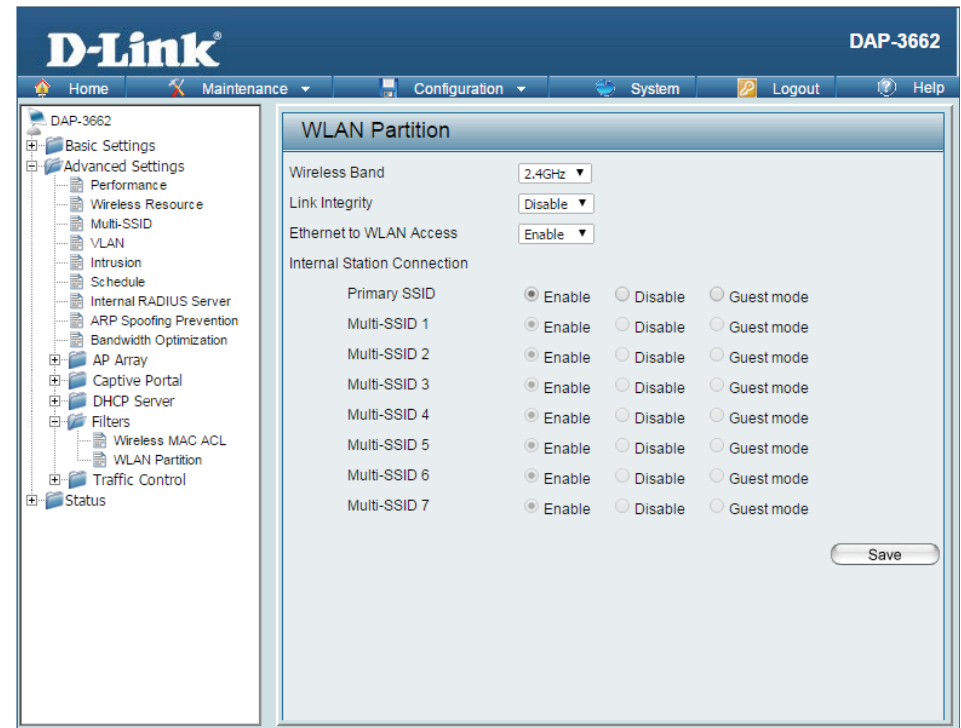 D-Link®
DAP-3662
Home Maintenance Configuration System Logout Help
DAP-3662
Basic Settings
Advanced Settings
Performance
Wireless Resource
Multi-SSID
VLAN
Intrusion
Schedule
Internal RADIUS Server
ARP Spoofing Prevention
Bandwidth Optimization
AP Array
Captive Portal
DHCP Server
Filters
Wireless MAC ACL
WLAN Partition
Traffic Control
Status
WLAN Partition
Wireless Band 2.4GHz
Link Integrity Disable
Ethernet to WLAN Access Enable
Internal Station Connection
Primary SSID Enable Disable Guest mode
Multi-SSID 1 Enable Disable Guest mode
Multi-SSID 2 Enable Disable Guest mode
Multi-SSID 3 Enable Disable Guest mode
Multi-SSID 4 Enable Disable Guest mode
Multi-SSID 5 Enable Disable Guest mode
Multi-SSID 6 Enable Disable Guest mode
Multi-SSID 7 Enable Disable Guest mode
Save